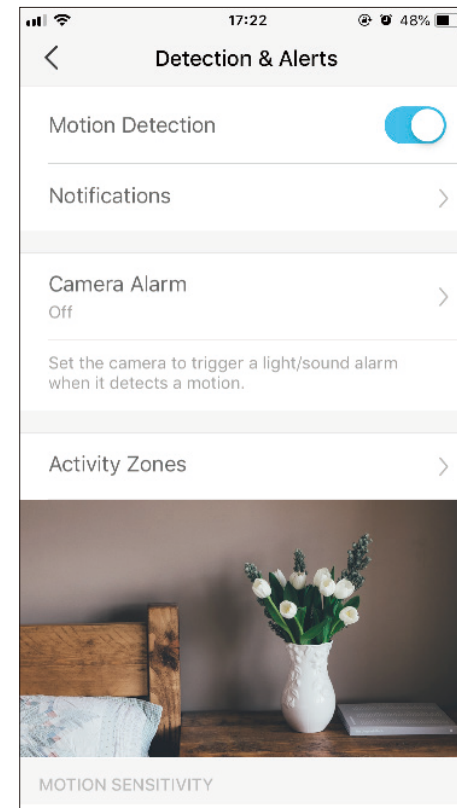 17:22
48%
Detection & Alerts
Motion Detection
Notifications
Camera Alarm
Off
Set the camera to trigger a light/sound alarm
when it detects a motion.
Activity Zones
MOTION SENSITIVITY